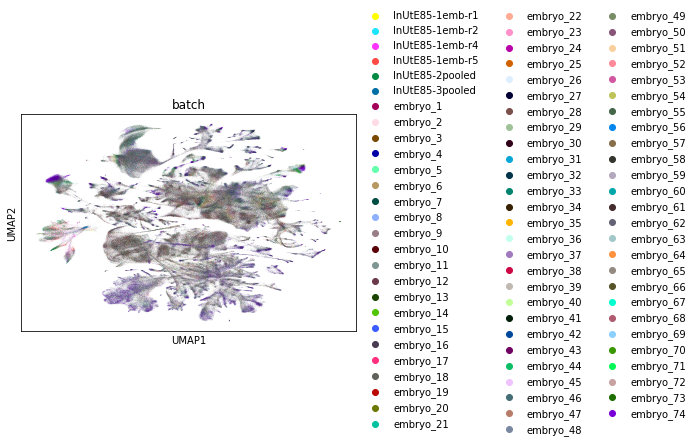 batch
UMAP2
UMAP1
InUtE85-1emb-r1
InUtE85-1emb-r2
InUtE85-1emb-r4
InUtE85-1emb-r5
InUtE85-2pooled
InUtE85-3pooled
embryo_1
embryo_2
embryo_3
embryo_4
embryo_5
embryo_6
embryo_7
embryo_8
embryo_9
embryo_10
embryo_11
embryo_12
embryo_13
embryo_14
embryo_15
embryo_16
embryo_17
embryo_18
embryo_19
embryo_20
embryo_21
embryo_22
embryo_23
embryo_24
embryo_25
embryo_26
embryo_27
embryo_28
embryo_29
embryo_30
embryo_31
embryo_32
embryo_33
embryo_34
embryo_35
embryo_36
embryo_37
embryo_38
embryo_39
embryo_40
embryo_41
embryo_42
embryo_43
embryo_44
embryo_45
embryo_46
embryo_47
embryo_48
embryo_49
embryo_50
embryo_51
embryo_52
embryo_53
embryo_54
embryo_55
embryo_56
embryo_57
embryo_58
embryo_59
embryo_60
embryo_61
embryo_62
embryo_63
embryo_64
embryo_65
embryo_66
embryo_67
embryo_68
embryo_69
embryo_70
embryo_71
embryo_72
embryo_73
embryo_74